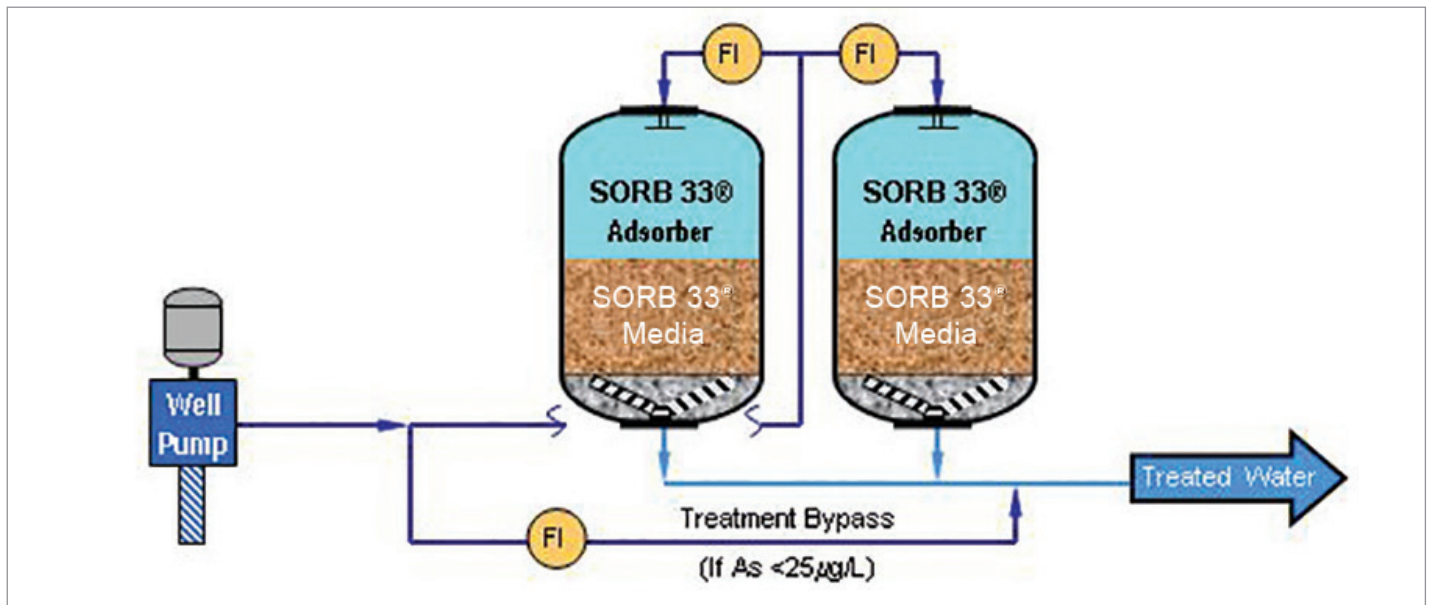 FI
FI
SORB 33®
Adsorber
SORB 33®
Adsorber
SORB 33®
Media
SORB 33®
Media
Well
Pump
Treated Water
Treatment Bypass
FI
(If As <25µg/L)